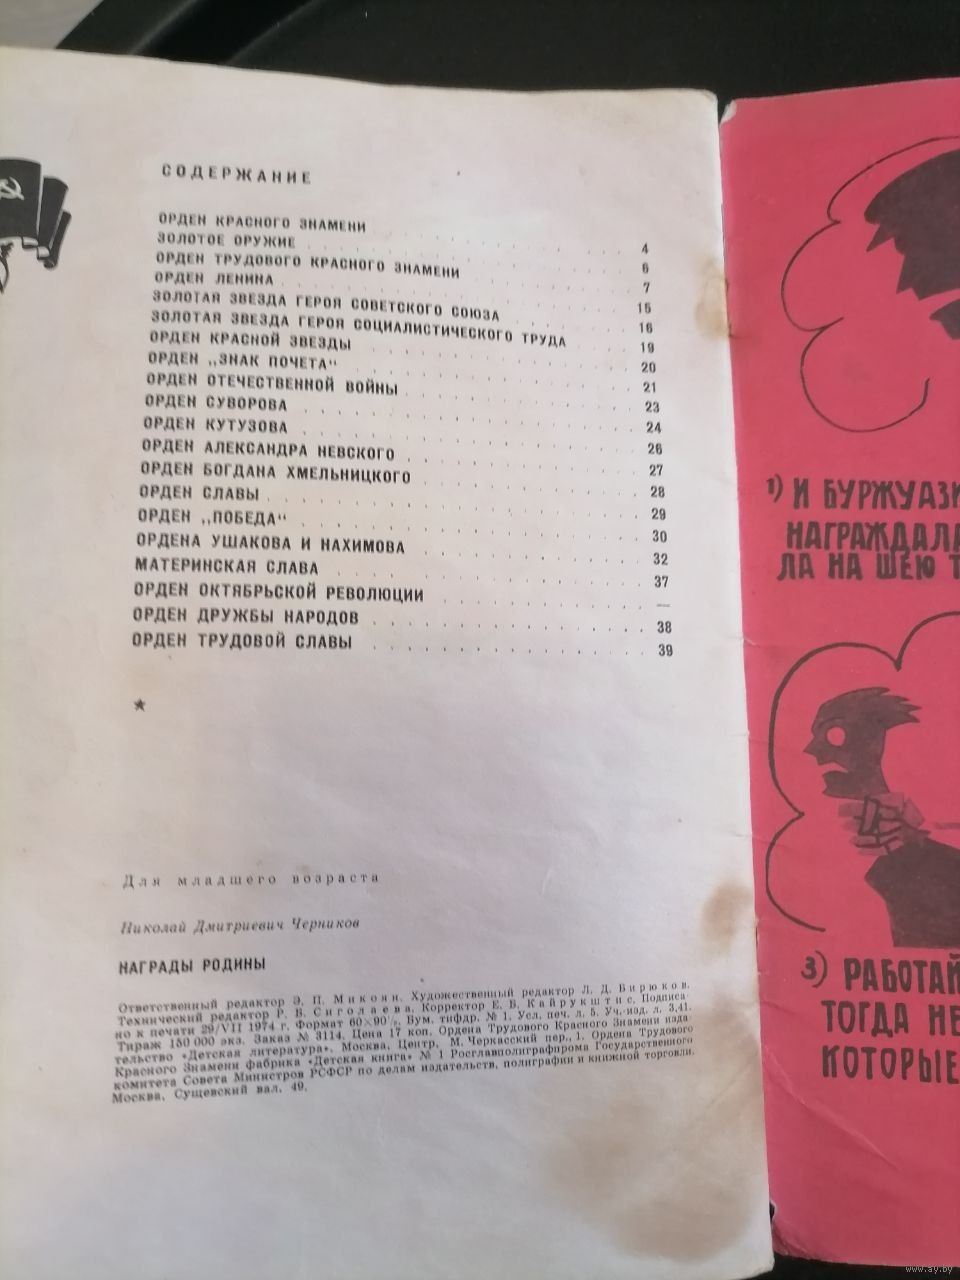 СОДЕРЖАНИЕ
ОРДЕН КРАСНОГО ЗНАМЕНИ 4
ЗОЛОТОЕ ОРУЖИЕ 6
ОРДЕН ТРУДОВОГО КРАСНОГО ЗНАМЕНИ 7
ОРДЕН ЛЕНИНА 15
ЗОЛОТАЯ ЗВЕЗДА ГЕРОЯ СОВЕТСКОГО СОЮЗА 16
ЗОЛОТАЯ ЗВЕЗДА ГЕРОЯ СОЦИАЛИСТИЧЕСКОГО ТРУДА 19
ОРДЕН КРАСНОЙ ЗВЕЗДЫ 20
ОРДЕН „ЗНАК ПОЧЕТА“ 21
ОРДЕН ОТЕЧЕСТВЕННОЙ ВОЙНЫ 23
ОРДЕН СУВОРОВА 24
ОРДЕН КУТУЗОВА 26
ОРДЕН АЛЕКСАНДРА НЕВСКОГО 27
ОРДЕН БОГДАНА ХМЕЛЬНИЦКОГО 28
ОРДЕН СЛАВЫ 29
ОРДЕН „ПОБЕДА“ 30
ОРДЕНА УШАКОВА И НАХИМОВА 32
МАТЕРИНСКАЯ СЛАВА 37
ОРДЕН ОКТЯБРЬСКОЙ РЕВОЛЮЦИИ —
ОРДЕН ДРУЖБЫ НАРОДОВ 38
ОРДЕН ТРУДОВОЙ СЛАВЫ 39
Для младшего возраста
Николай Дмитриевич Черников
НАГРАДЫ РОДИНЫ
Ответственный редактор Э. П. Микоян. Художественный редактор Л. Д. Бирюков.
Технический редактор Р. Б. Сиголаева. Корректор Е. Б. Кайрукштис. Подписа-
но к печати 29/VII 1974 г. Формат 60×90¹/₈. Бум. тифдр. № 1. Усл. печ. л. 5. Уч.-изд. л. 3,41.
Тираж 150 000 экз. Заказ № 3114. Цена 17 коп. Ордена Трудового Красного Знамени изда-
тельство «Детская литература». Москва, Центр, М. Черкасский пер., 1. Ордена Трудового
Красного Знамени фабрика «Детская книга» № 1 Росглавполиграфпрома Государственного
комитета Совета Министров РСФСР по делам издательств, полиграфии и книжной торговли.
Москва, Сущевский вал, 49.
1) И БУРЖУАЗИ
НАГРАЖДАЛА
ЛА НА ШЕЮ Т
3) РАБОТАЙ
ТОГДА НЕ
КОТОРЫЕ
www.ay.by